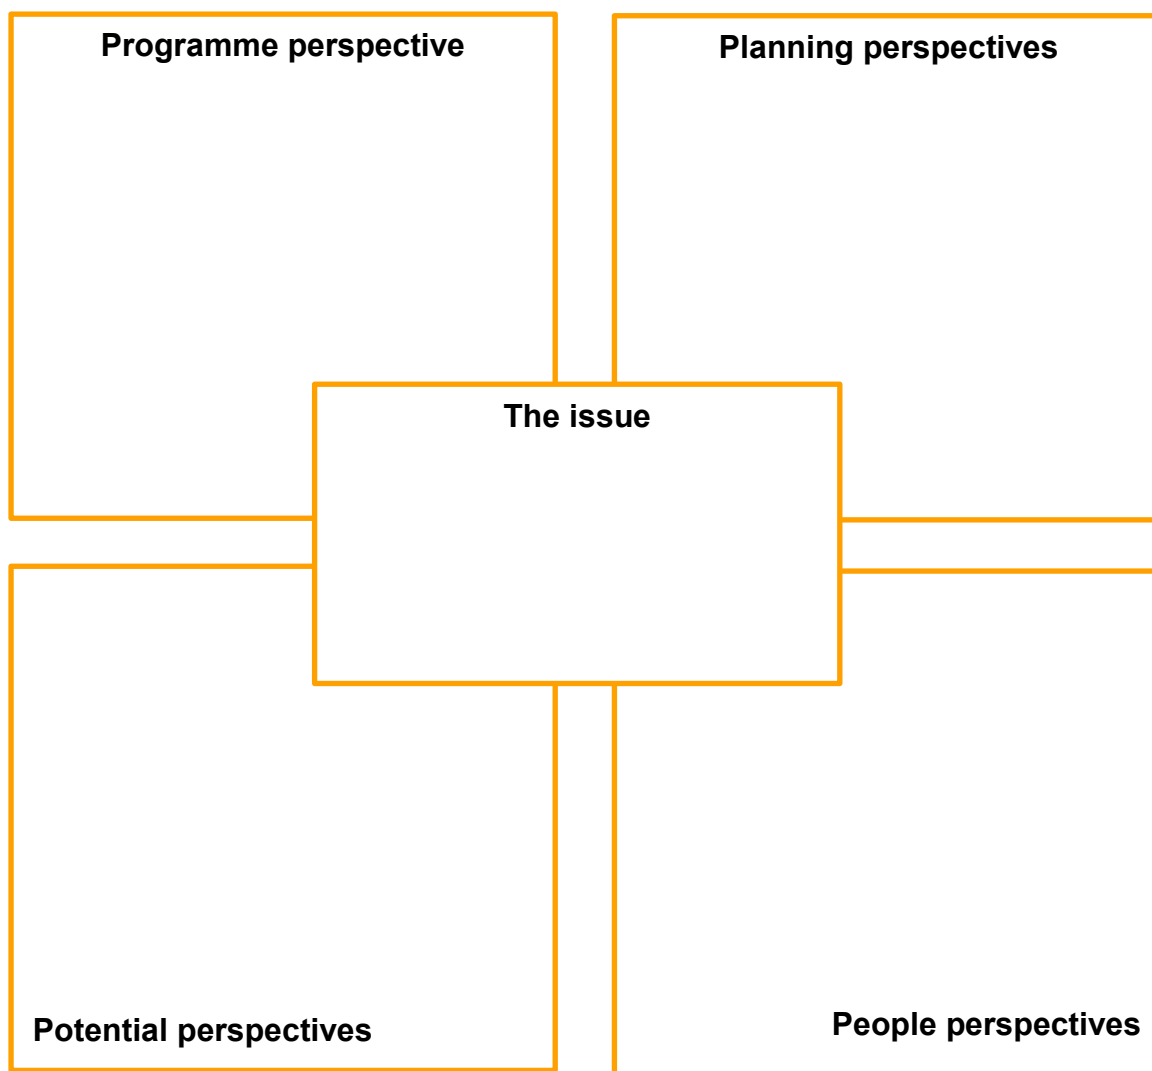 Programme perspective
Planning perspectives
The issue
Potential perspectives
People perspectives